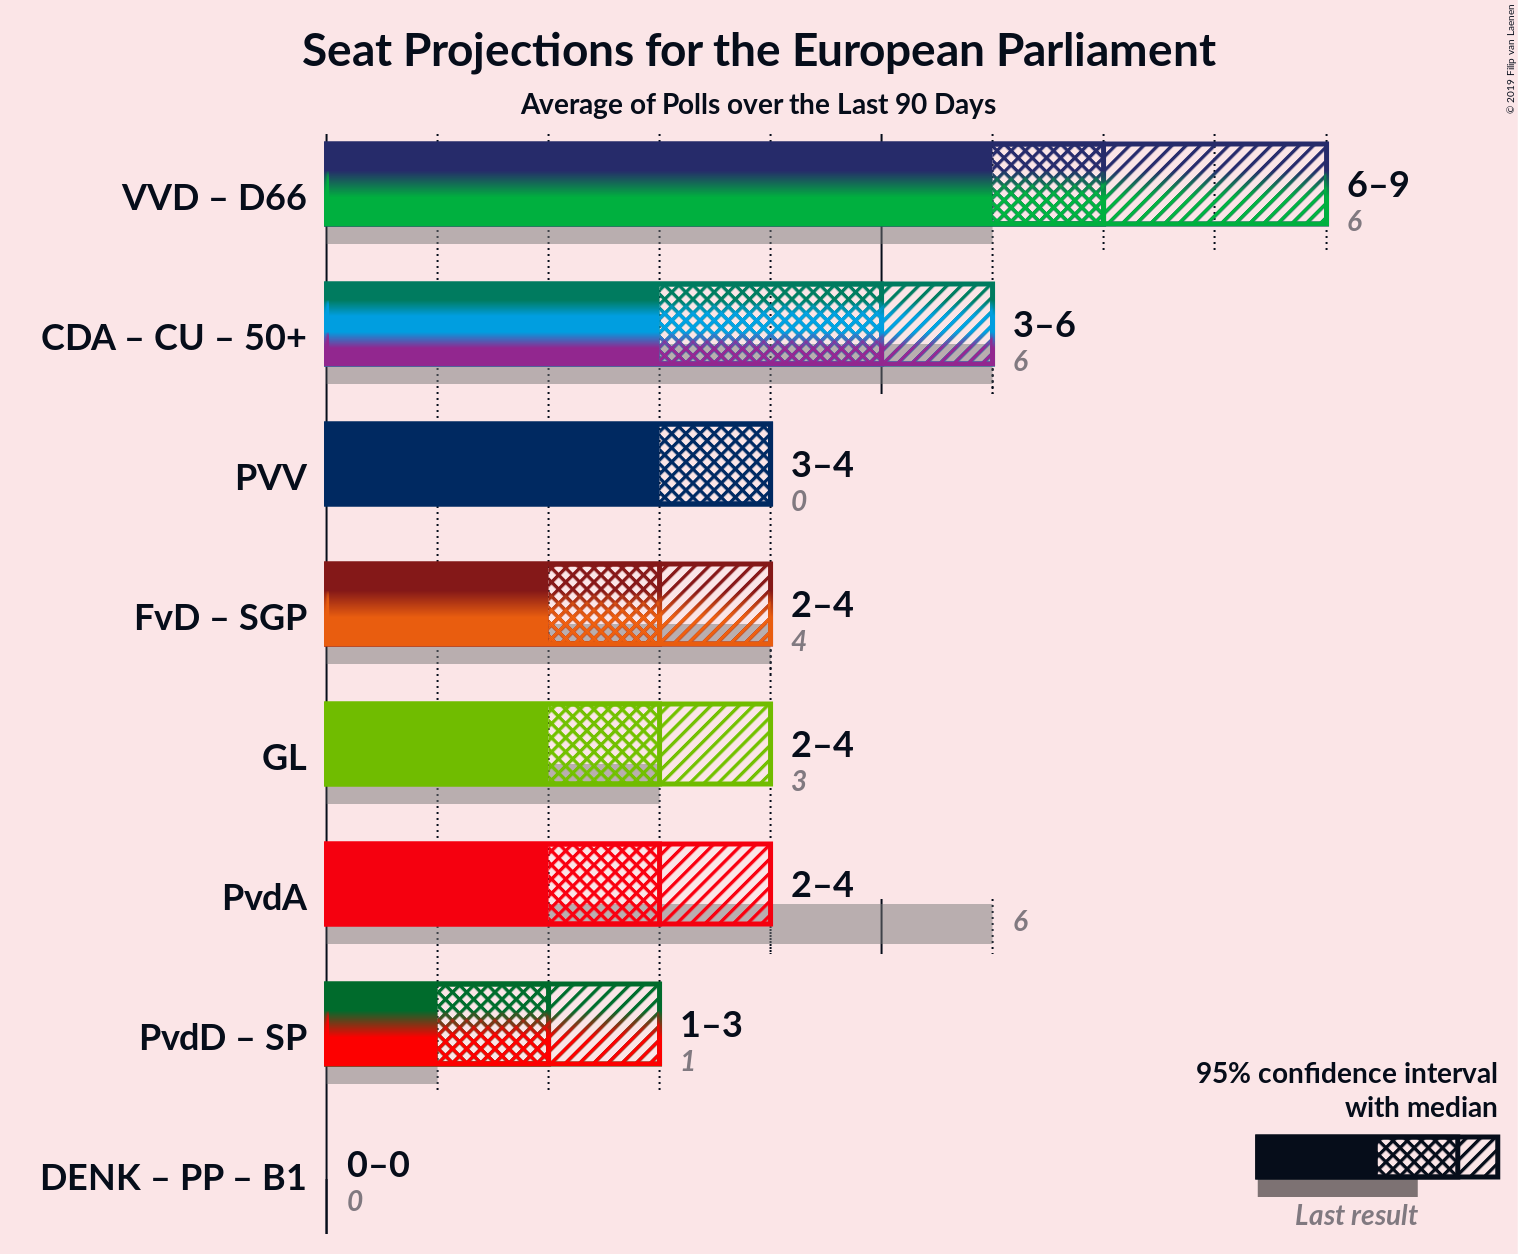 Seat Projections for the European Parliament
Average of Polls over the Last 90 Days
© 2019 Filip van Laenen
VVD – D66
6–9
6
CDA – CU – 50+
3–6
6
PVV
3–4
0
FvD – SGP
2–4
4
GL
2–4
3
PvdA
2–4
6
PvdD – SP
1–3
1
DENK – PP – B1
0–0
0
95% confidence interval
with median
Last result